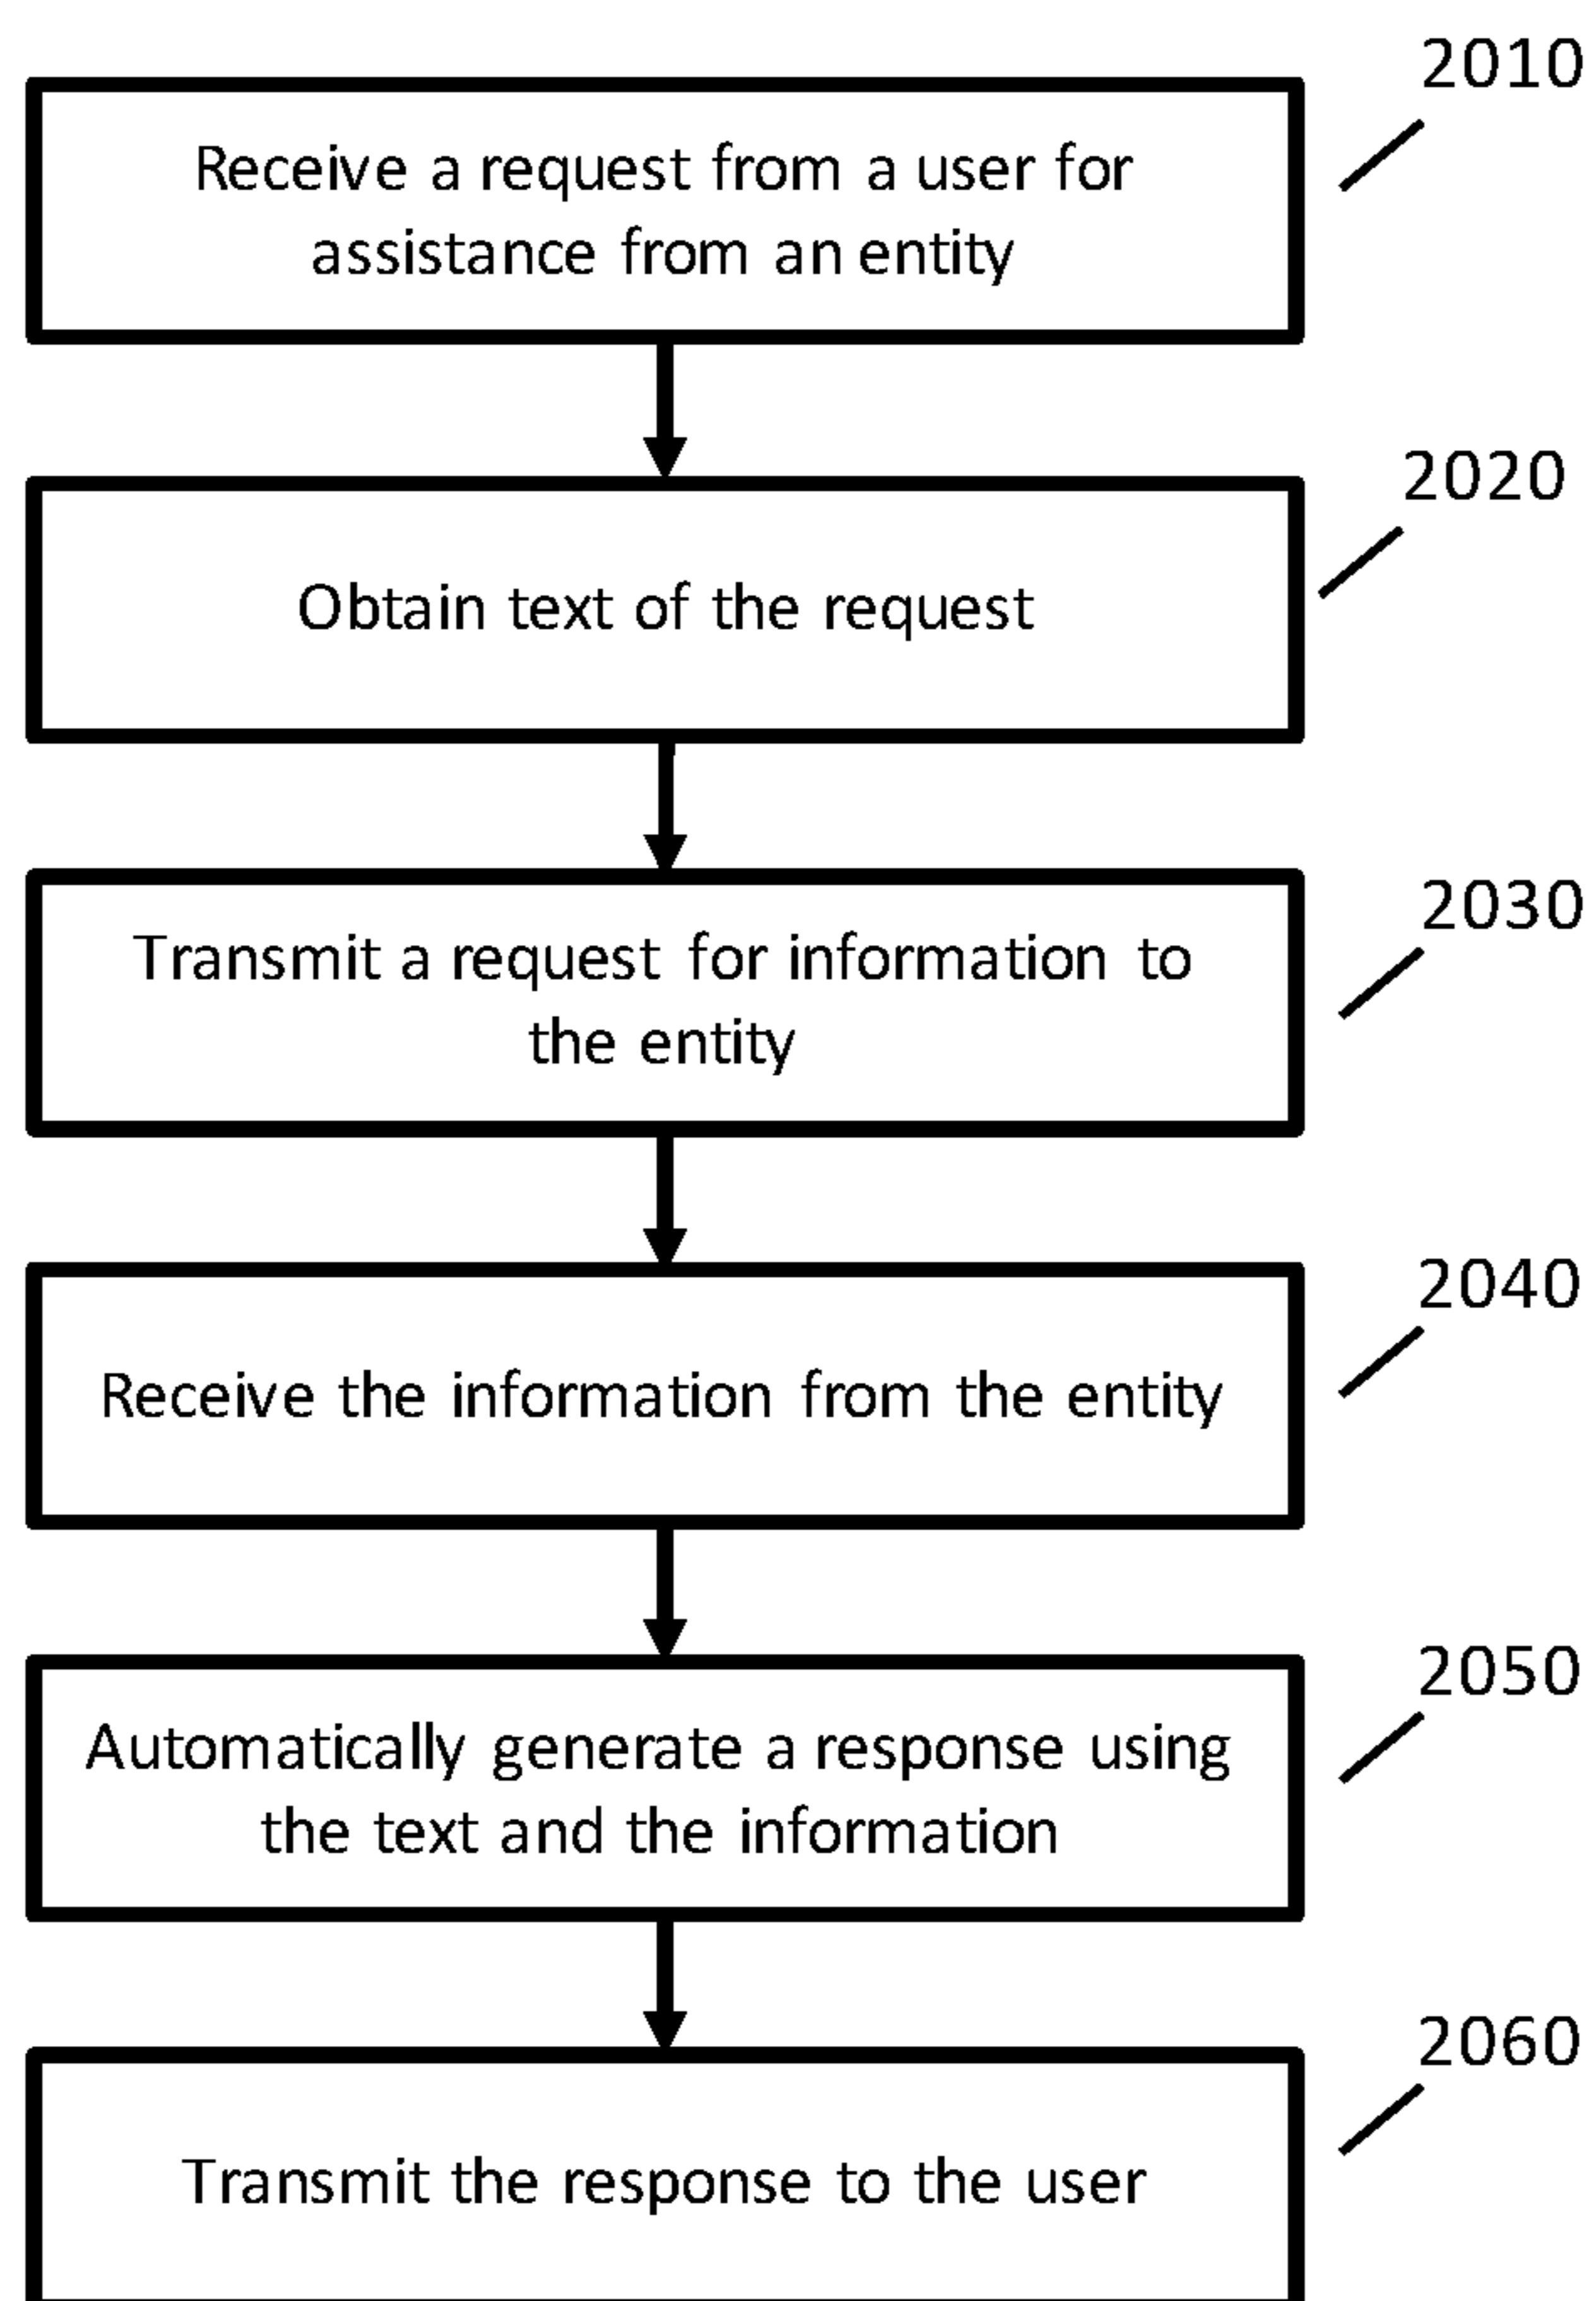 2010
Receive a request from a user for
assistance from an entity
2020
Obtain text of the request
2030
Transmit a request for information to
the entity
2040
Receive the information from the entity
2050
Automatically generate a response using
the text and the information
2060
Transmit the response to the user